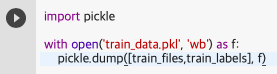 import pickle
with open('train_data.pkl', 'wb') as f:
    pickle.dump([train_files,train_labels], f)